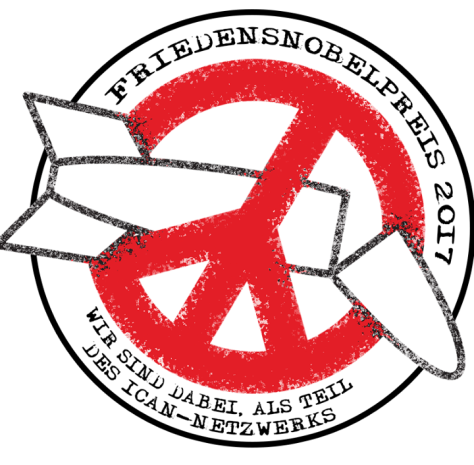 FRIEDENSNOBELPREIS 2017
WIR SIND DABEI, ALS TEIL
DES ICAN-NETZWERKS